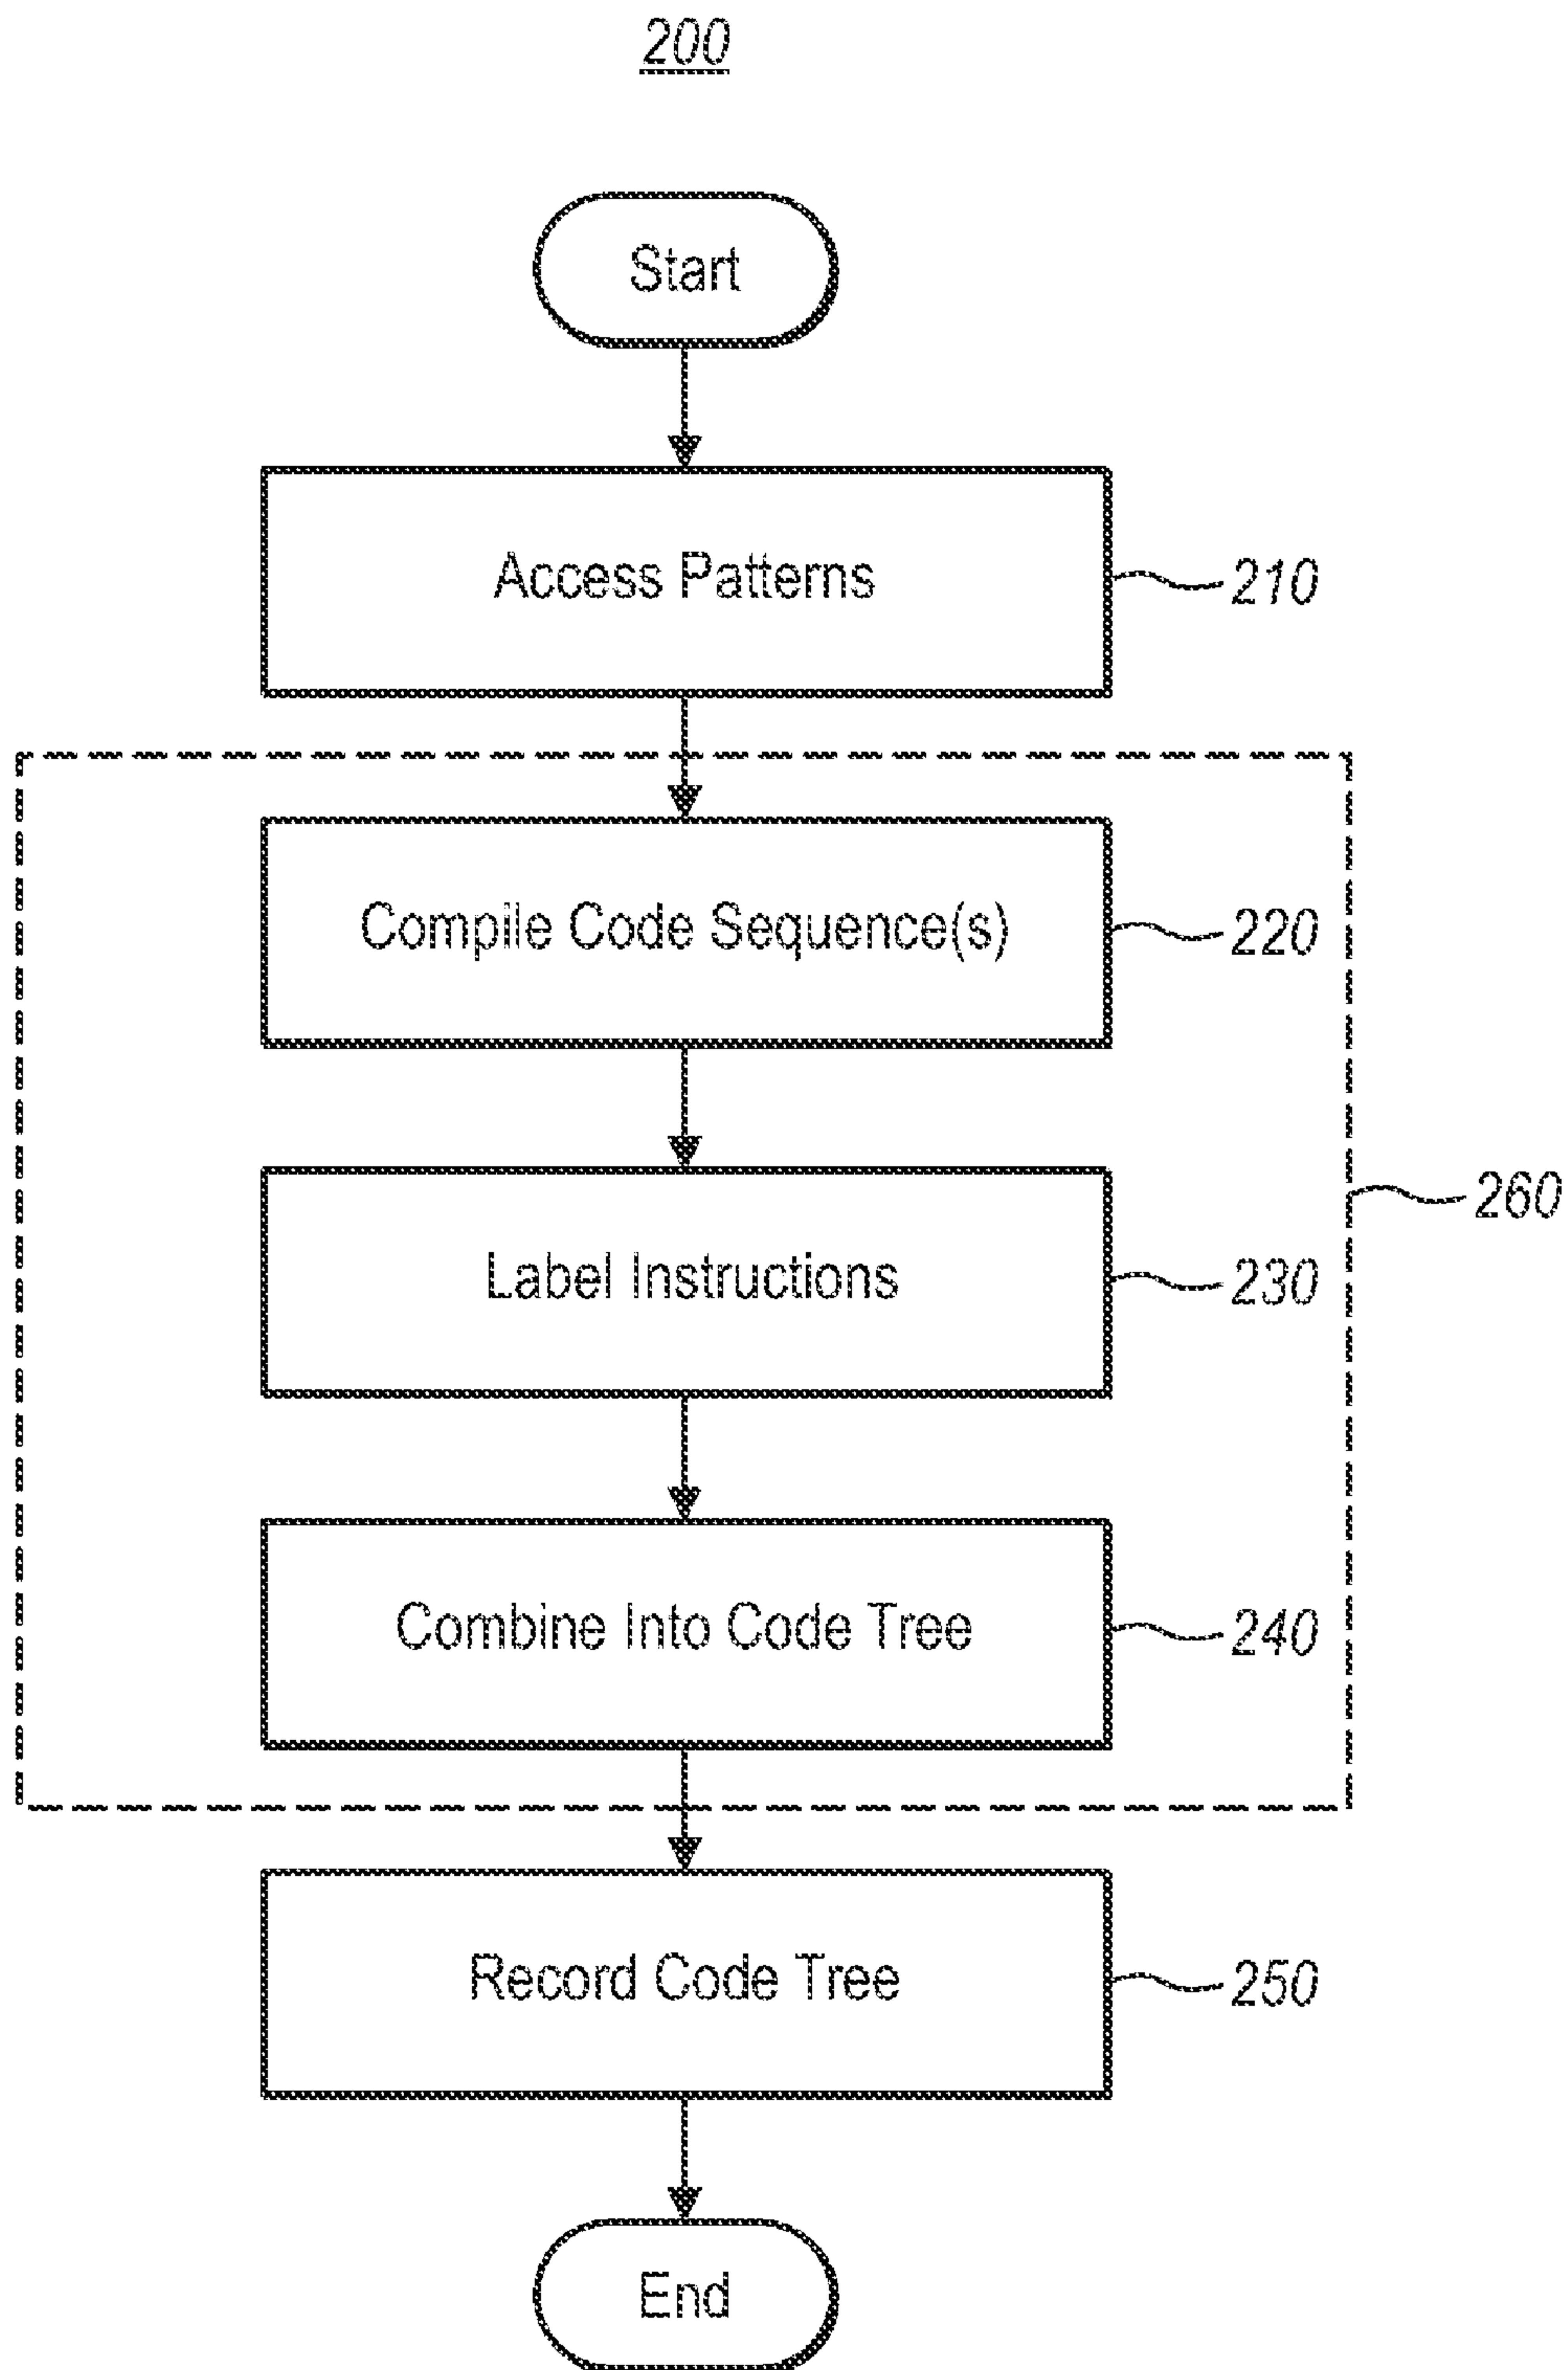 200
Start
Access Patterns
210
Compile Code Sequence(s)
220
Label Instructions
230
260
Combine Into Code Tree
240
Record Code Tree
250
End